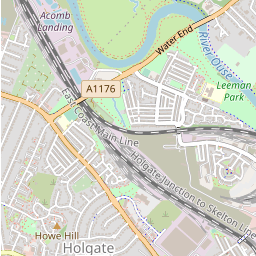 Acomb
Landing
Water End
River Ouse
A1176
Leeman
Park
East Coast Main Line
Holgate Junction to Skelton Line
Howe Hill
Holgate